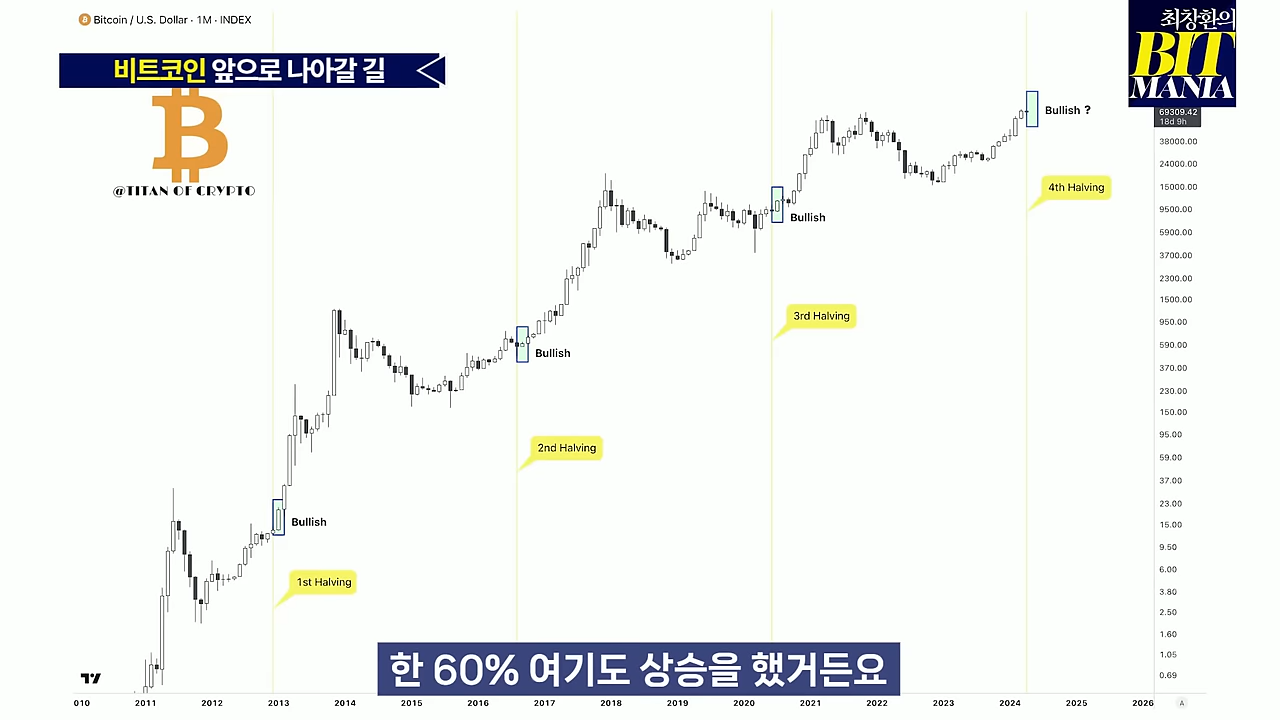 Bitcoin / U.S. Dollar · 1M · INDEX
비트코인 앞으로 나아갈 길
최창환의
BIT
MANIA
@TITAN OF CRYPTO
Bullish ?
69309.42
18d 9h
38000.00
24000.00
15000.00
9500.00
5900.00
3700.00
2300.00
1500.00
950.00
590.00
370.00
230.00
150.00
95.00
59.00
37.00
23.00
15.00
9.50
6.00
3.80
2.50
1.60
1.05
0.69
4th Halving
Bullish
3rd Halving
Bullish
2nd Halving
Bullish
1st Halving
한 60% 여기도 상승을 했거든요
010 2011 2012 2013 2014 2015 2016 2017 2018 2019 2020 2021 2022 2023 2024 2025 2026 A